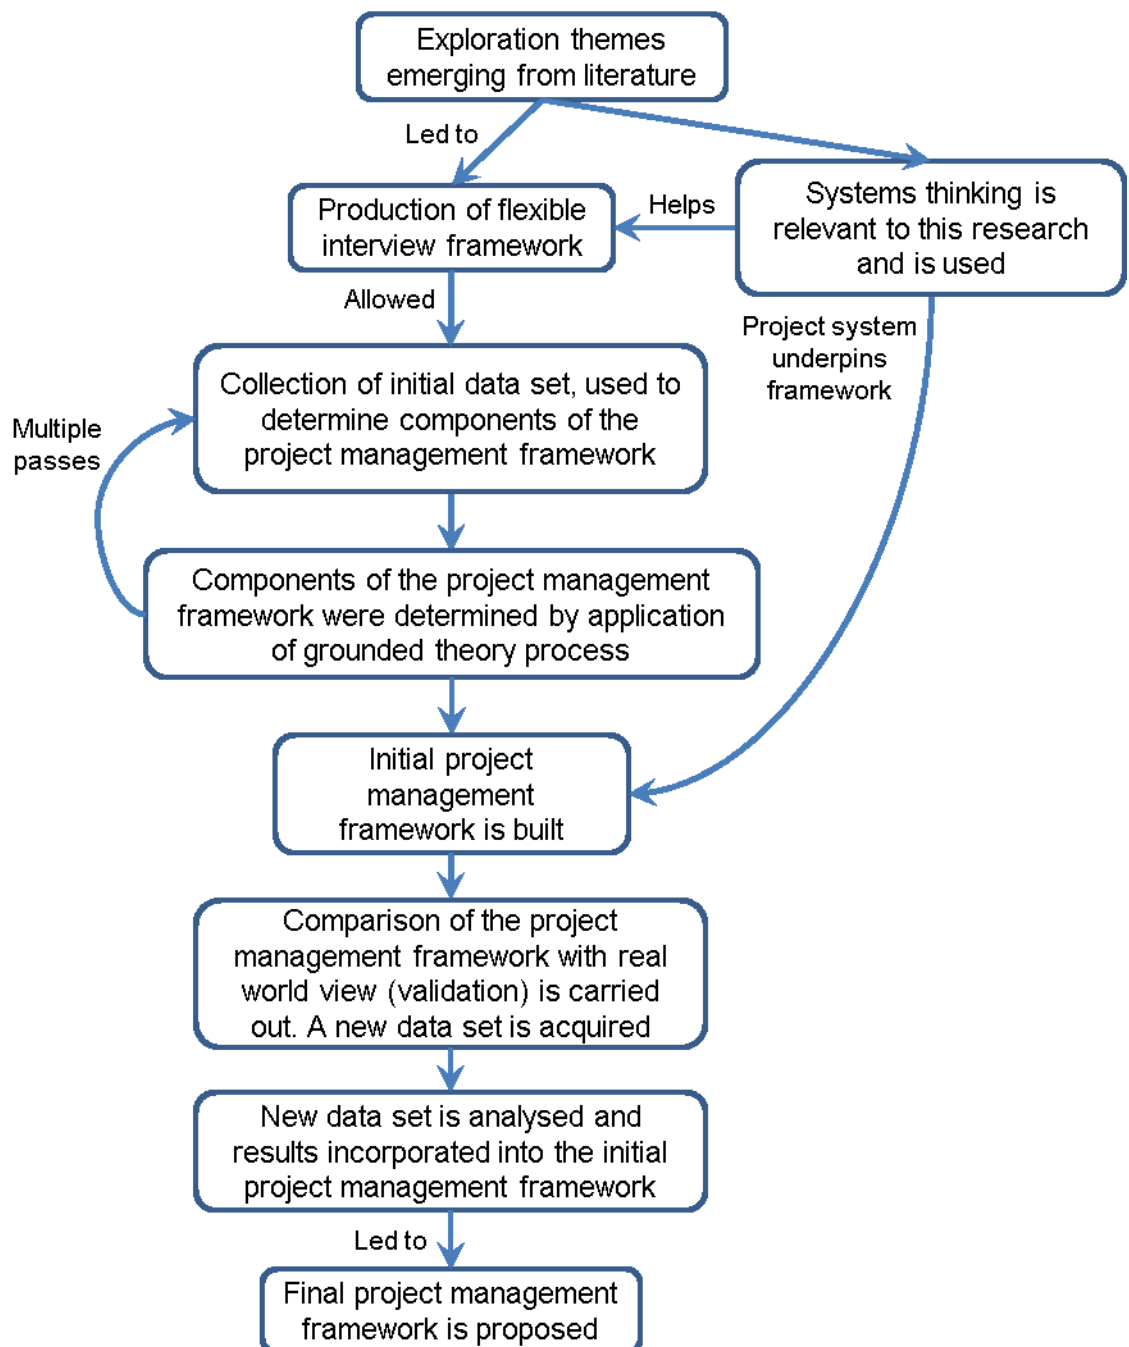 Exploration themes
emerging from literature
Led to
Production of flexible
interview framework
Helps
Systems thinking is
relevant to this research
and is used
Allowed
Project system
underpins
framework
Collection of initial data set, used to
determine components of the
project management framework
Multiple
passes
Components of the project management
framework were determined by application
of grounded theory process
Initial project
management
framework is built
Comparison of the project
management framework with real
world view (validation) is carried
out. A new data set is acquired
New data set is analysed and
results incorporated into the initial
project management framework
Led to
Final project management
framework is proposed